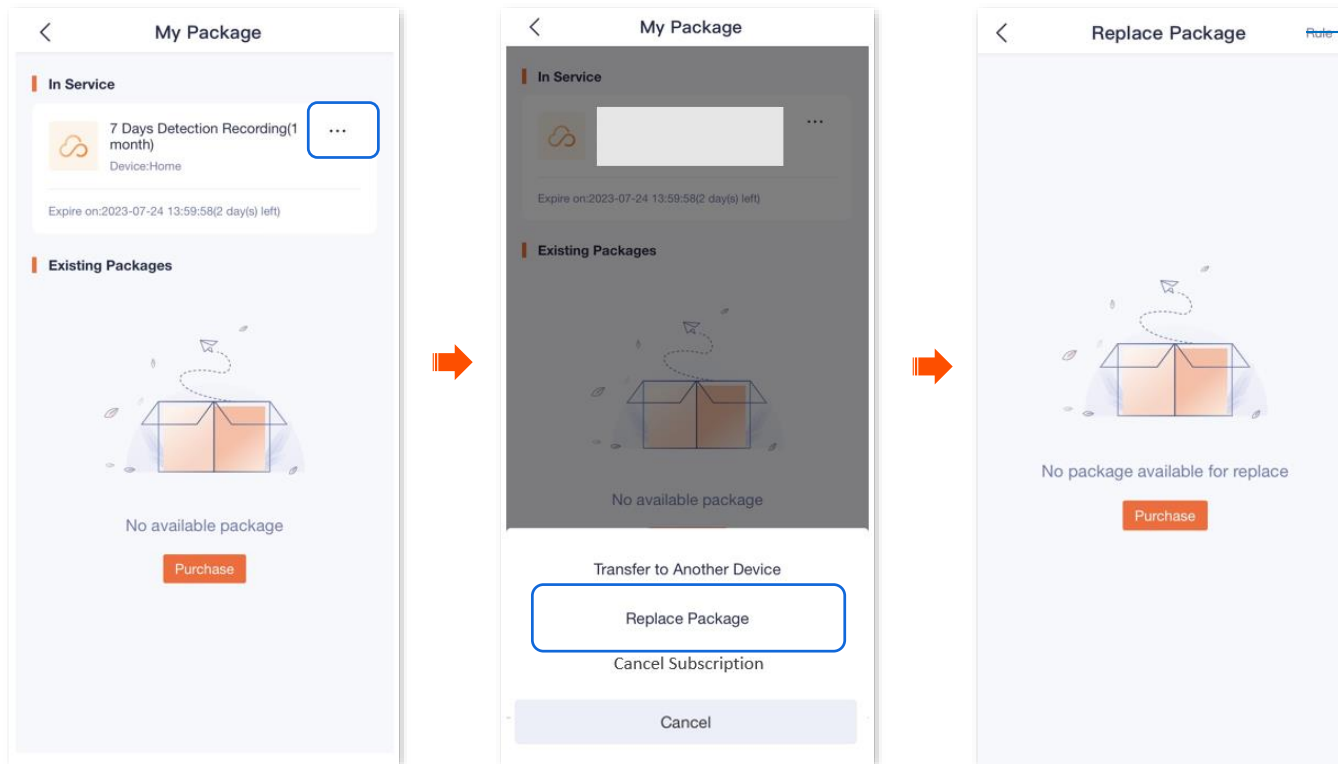 My Package
In Service
7 Days Detection Recording(1
month)
...
Device:Home
Expire on:2023-07-24 13:59:58(2 day(s) left)
Existing Packages
No available package
Purchase
My Package
In Service
...
Expire on:2023-07-24 13:59:58(2 day(s) left)
Existing Packages
No available package
Transfer to Another Device
Replace Package
Cancel Subscription
Cancel
Replace Package
Rule
No package available for replace
Purchase